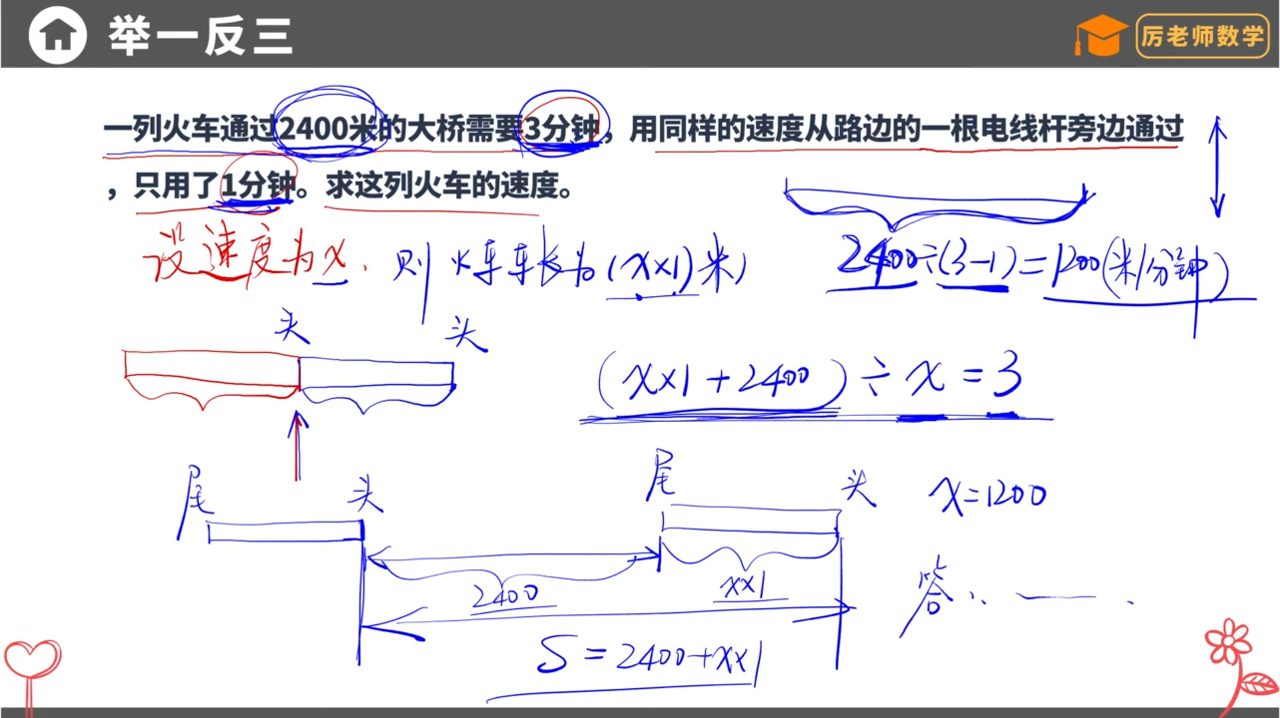 举一反三
厉老师数学
一列火车通过2400米的大桥需要3分钟，用同样的速度从路边的一根电线杆旁边通过
，只用了1分钟。求这列火车的速度。
设速度为x，则火车车长为(x×1)米)
2400÷(3-1)=1200(米/分钟)
头 头
(x×1+2400)÷x=3
尾 头 尾 头
x=1200
2400 x×1
答：
S=2400+x×1